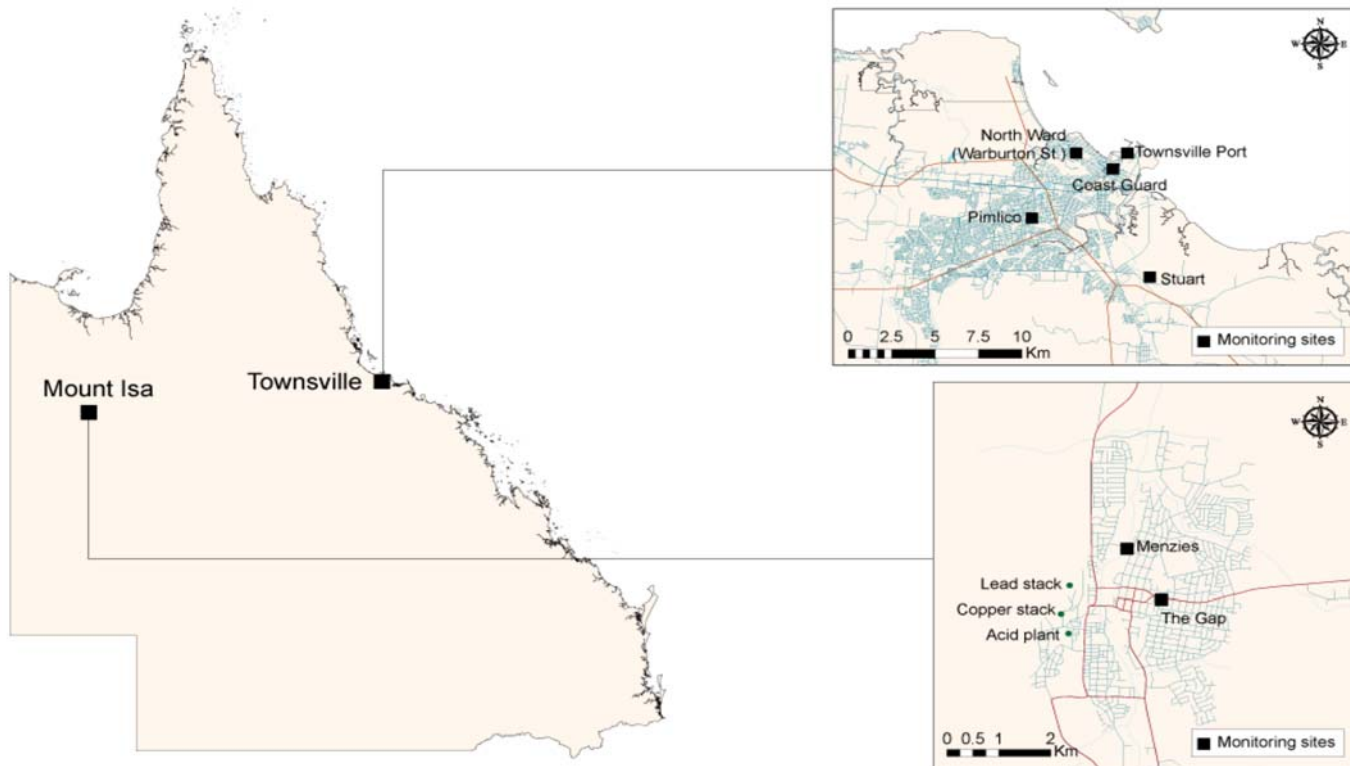 Mount Isa
Townsville
N
W E
S
North Ward
(Warburton St.)
Townsville Port
Coast Guard
Pimlico
Stuart
0 2.5 5 7.5 10
Km
Monitoring sites
N
W E
S
Menzies
Lead stack
Copper stack
The Gap
Acid plant
0 0.5 1 2
Km
Monitoring sites